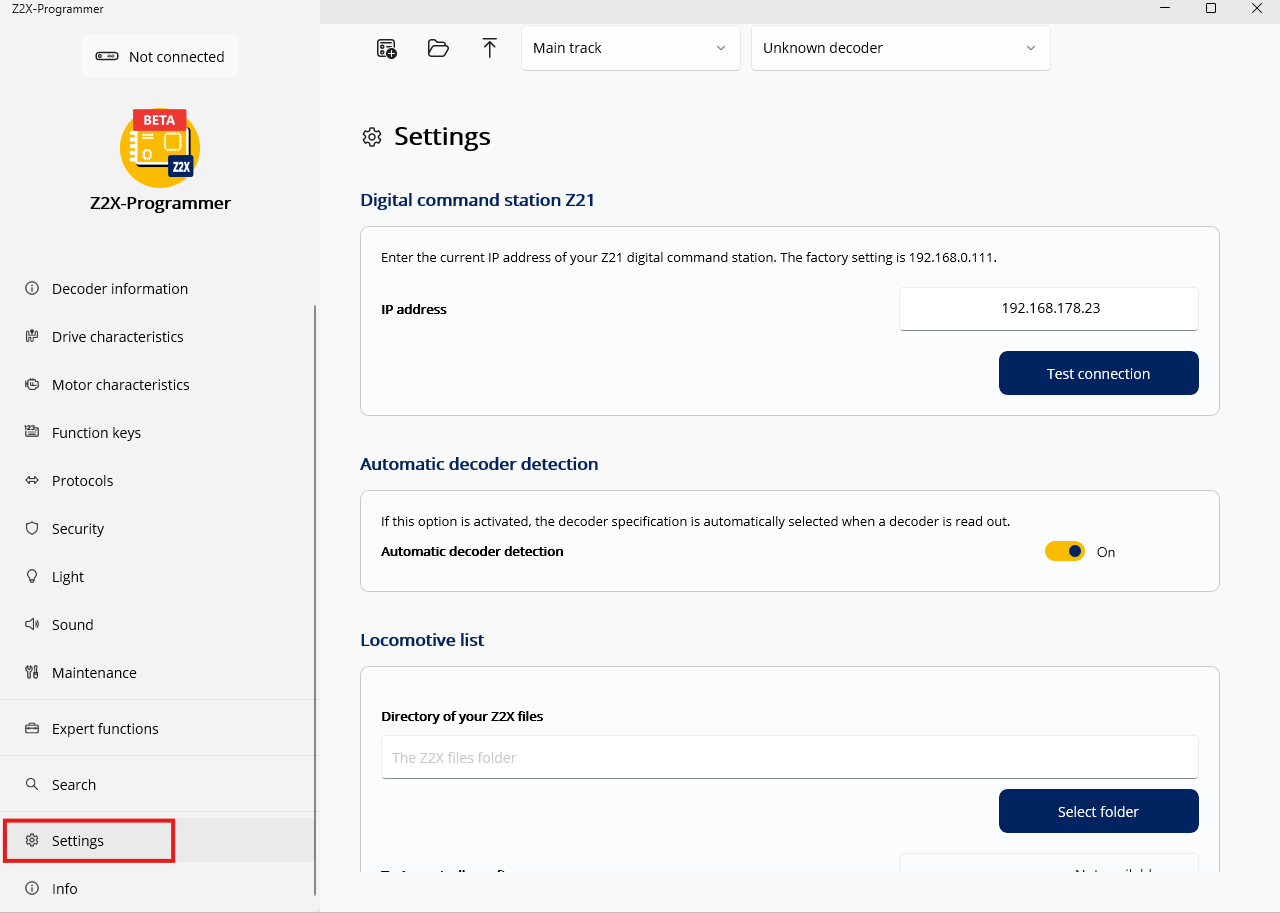 Z2X-Programmer
Not connected
BETA
Z2X
Z2X-Programmer
Decoder information
Drive characteristics
Motor characteristics
Function keys
Protocols
Security
Light
Sound
Maintenance
Expert functions
Search
Settings
Info
Main track
Unknown decoder
Settings
Digital command station Z21
Enter the current IP address of your Z21 digital command station. The factory setting is 192.168.0.111.
IP address
192.168.178.23
Test connection
Automatic decoder detection
If this option is activated, the decoder specification is automatically selected when a decoder is read out.
Automatic decoder detection
On
Locomotive list
Directory of your Z2X files
The Z2X files folder
Select folder